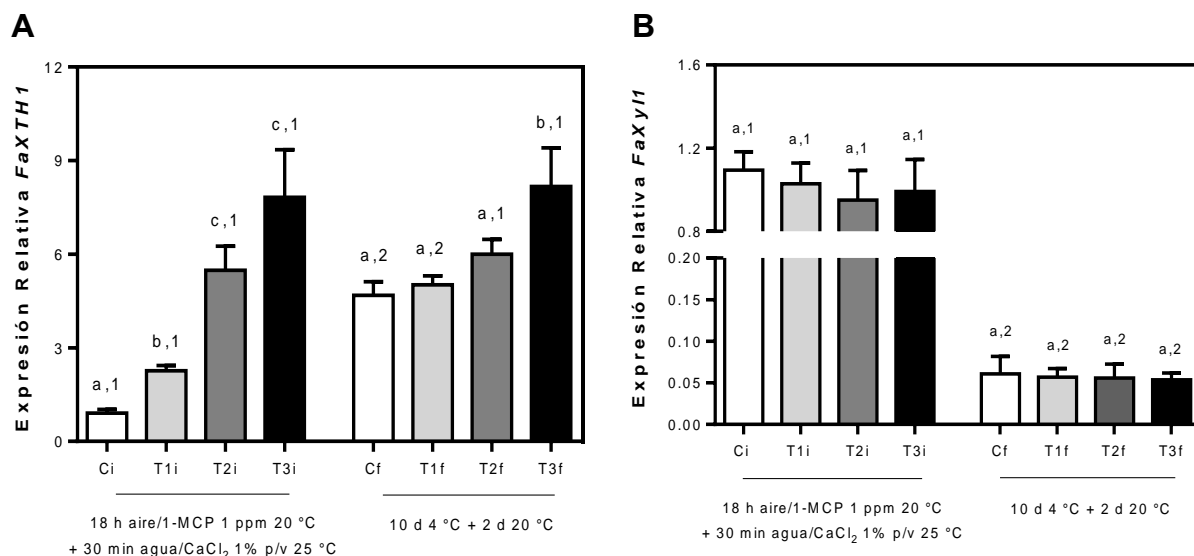 A
Expresión Relativa FaXTH1
12
9
6
3
0
a,1
b,1
c,1
c,1
a,2
a,2
a,1
b,1
Ci
T1i
T2i
T3i
Cf
T1f
T2f
T3f
18 h aire/1-MCP 1 ppm 20 °C
+ 30 min agua/CaCl2 1% p/v 25 °C
10 d 4 °C + 2 d 20 °C
B
Expresión Relativa FaXyl1
1.6
1.2
0.8
0.20
0.15
0.10
0.05
0.00
a,1
a,1
a,1
a,1
a,2
a,2
a,2
a,2
Ci
T1i
T2i
T3i
Cf
T1f
T2f
T3f
18 h aire/1-MCP 1 ppm 20 °C
+ 30 min agua/CaCl2 1% p/v 25 °C
10 d 4 °C + 2 d 20 °C